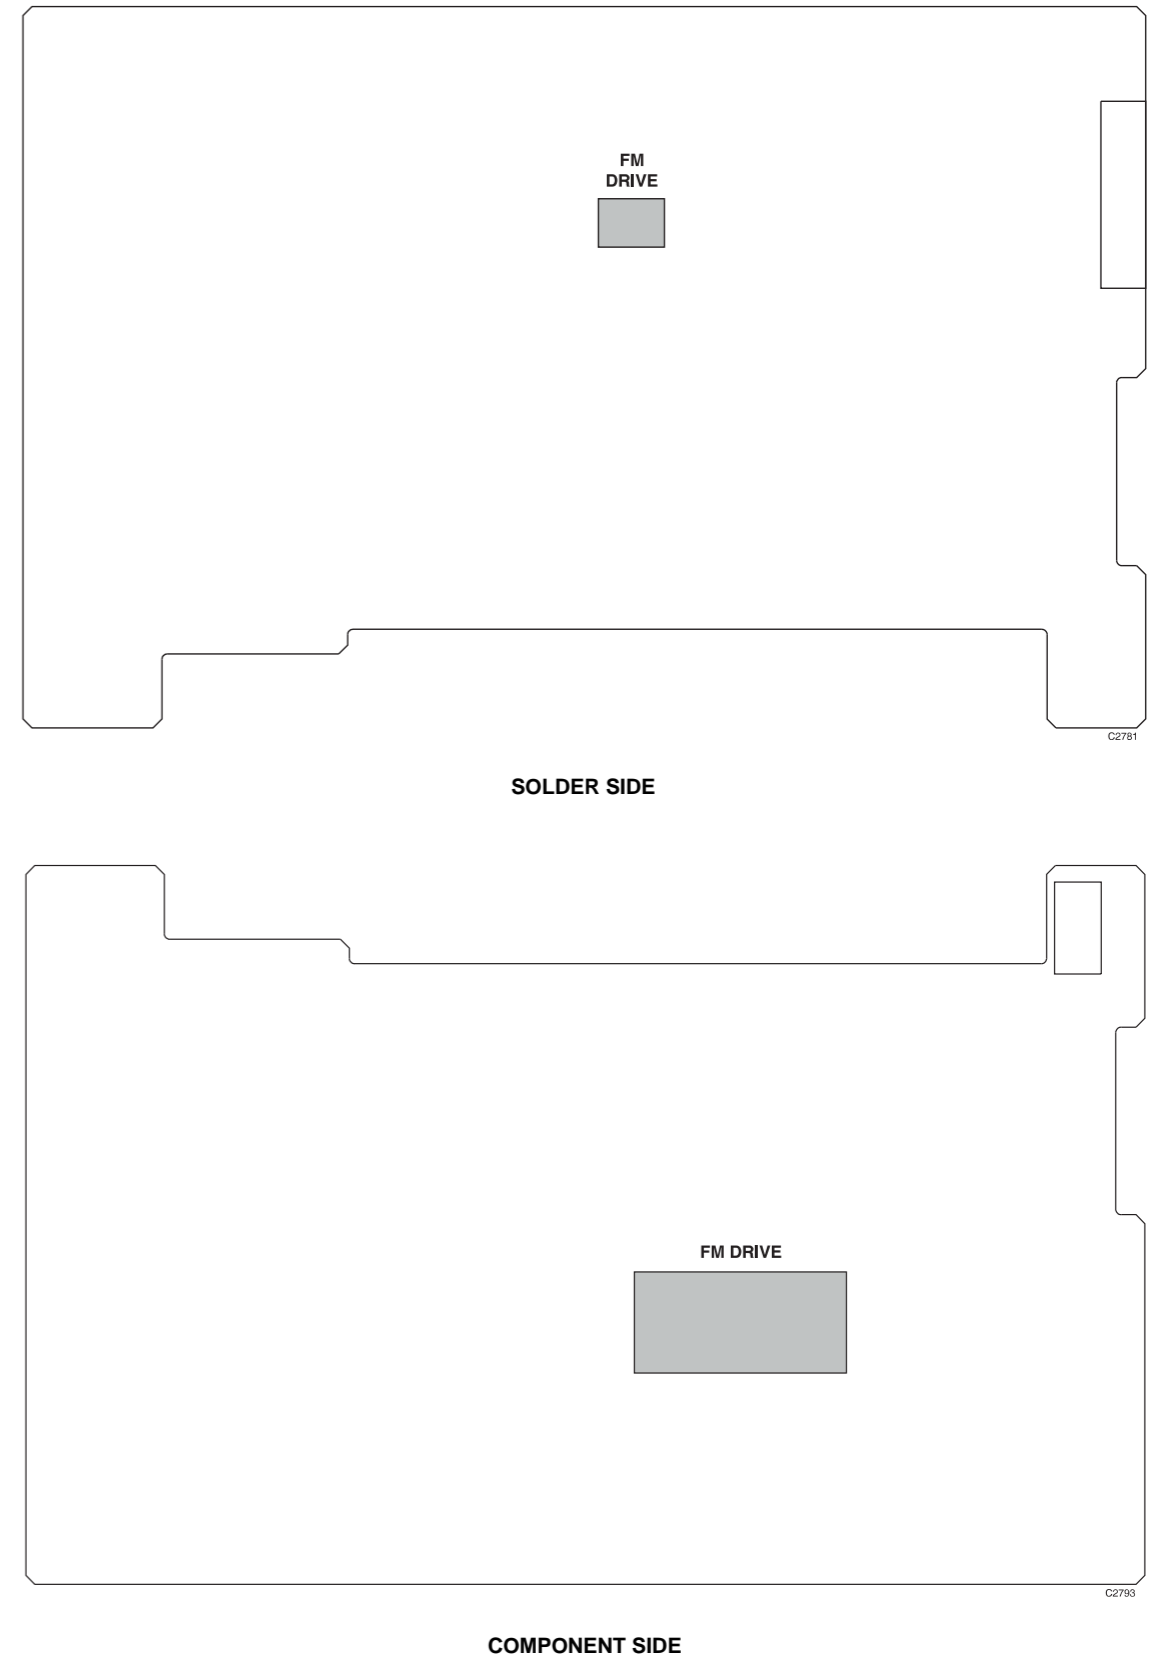 FM
DRIVE
C2781
SOLDER SIDE
FM DRIVE
C2793
COMPONENT SIDE